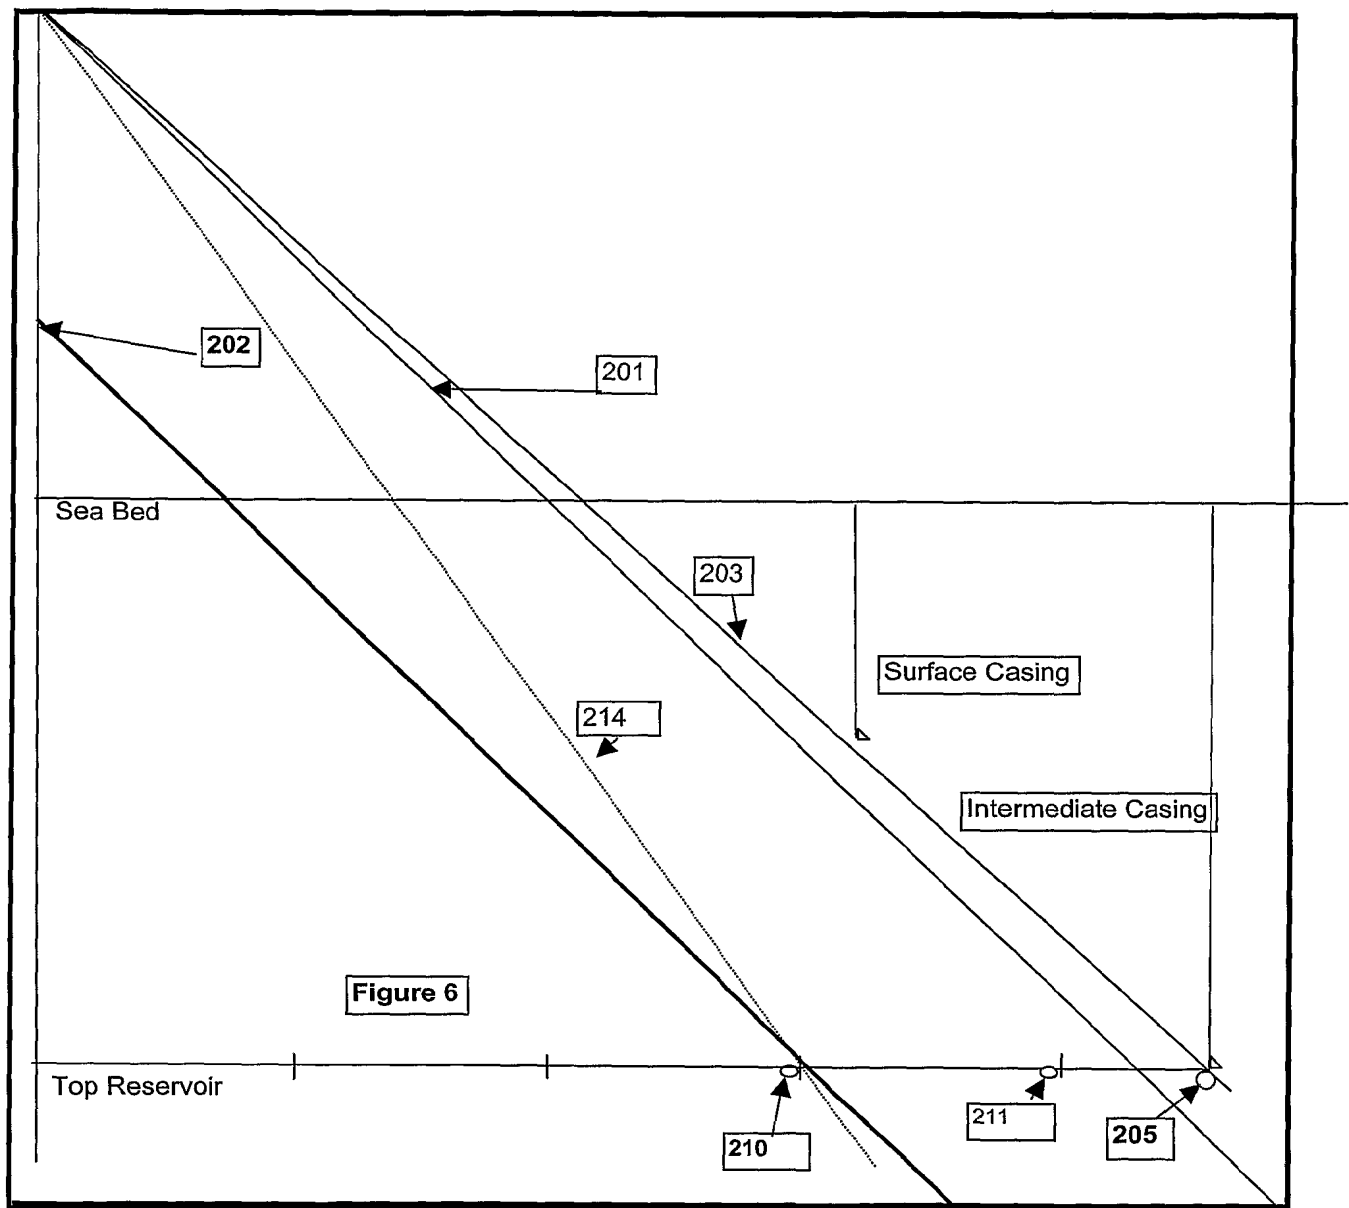 202
201
Sea Bed
203
Surface Casing
214
Intermediate Casing
Figure 6
Top Reservoir
210
211
205